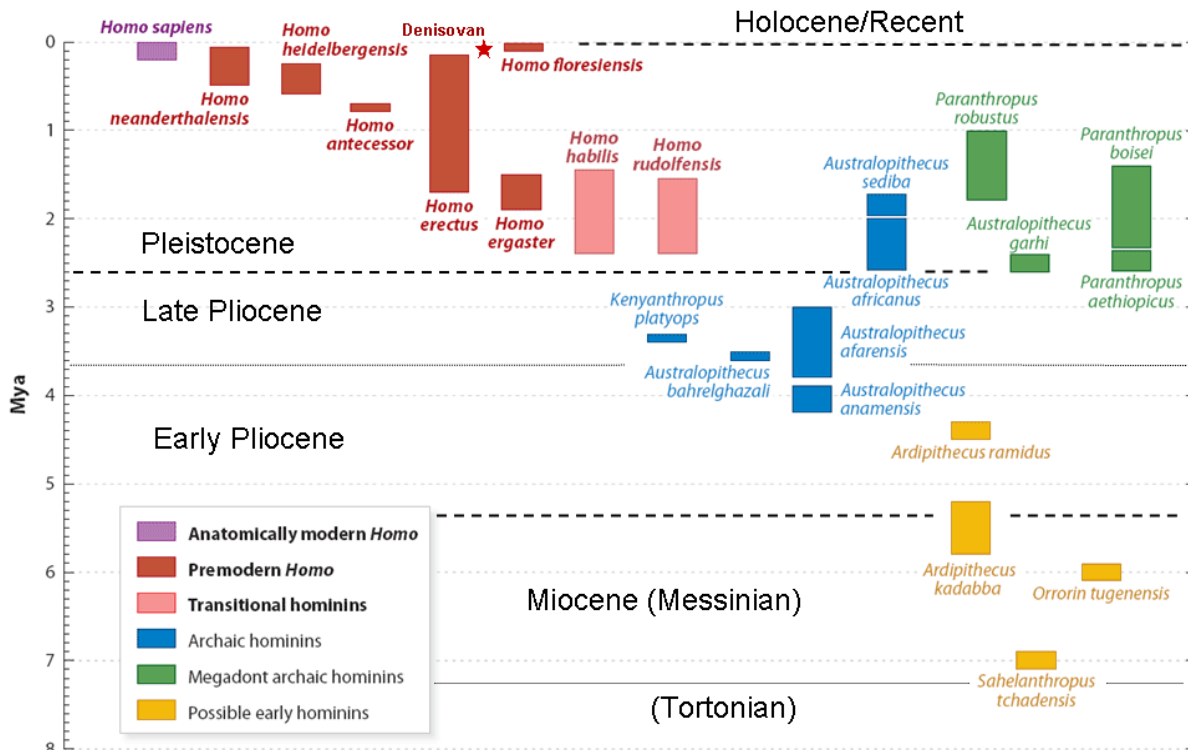 Holocene/Recent
Homo sapiens
Homo
heidelbergensis
Denisovan
Homo floresiensis
Homo
neanderthalensis
Homo
antecessor
Homo
erectus
Homo
ergaster
Homo
habilis
Homo
rudolfensis
Australopithecus
sediba
Paranthropus
robustus
Paranthropus
boisei
Australopithecus
garhi
Pleistocene
Australopithecus
africanus
Paranthropus
aethiopicus
Late Pliocene
Kenyanthropus
platyops
Australopithecus
afarensis
Australopithecus
bahrelghazali
Australopithecus
anamensis
Early Pliocene
Ardipithecus ramidus
Ardipithecus
kadabba
Orrorin tugenensis
Miocene (Messinian)
Sahelanthropus
tchadensis
(Tortonian)
Mya
0
1
2
3
4
5
6
7
8
Anatomically modern Homo
Premodern Homo
Transitional hominins
Archaic hominins
Megadont archaic hominins
Possible early hominins